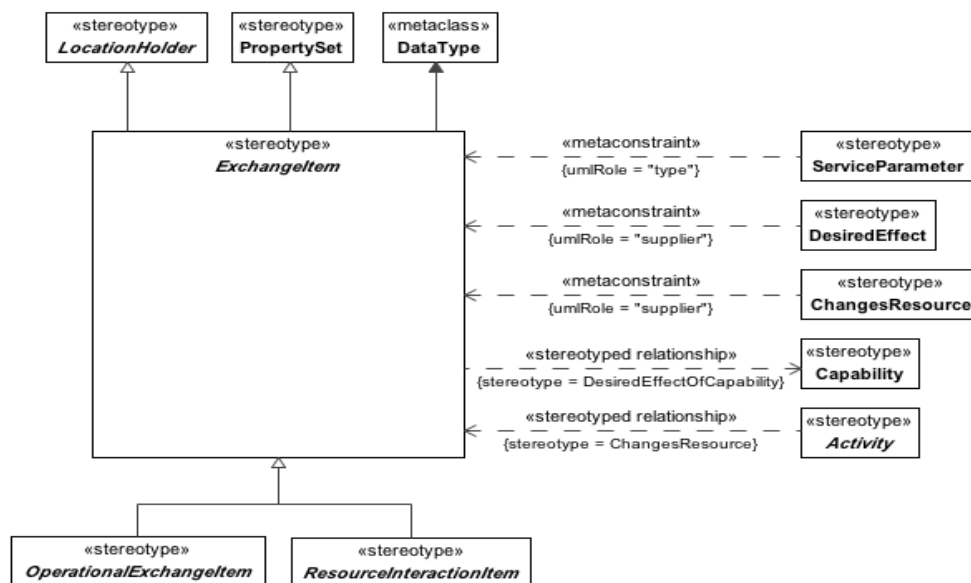 «stereotype»
LocationHolder
«stereotype»
PropertySet
«metaclass»
DataType
«stereotype»
ExchangeItem
«metaconstraint»
{umlRole = "type"}
«stereotype»
ServiceParameter
«metaconstraint»
{umlRole = "supplier"}
«stereotype»
DesiredEffect
«metaconstraint»
{umlRole = "supplier"}
«stereotype»
ChangesResource
«stereotyped relationship»
{stereotype = DesiredEffectOfCapability}
«stereotype»
Capability
«stereotyped relationship»
{stereotype = ChangesResource}
«stereotype»
Activity
«stereotype»
OperationalExchangeItem
«stereotype»
ResourceInteractionItem